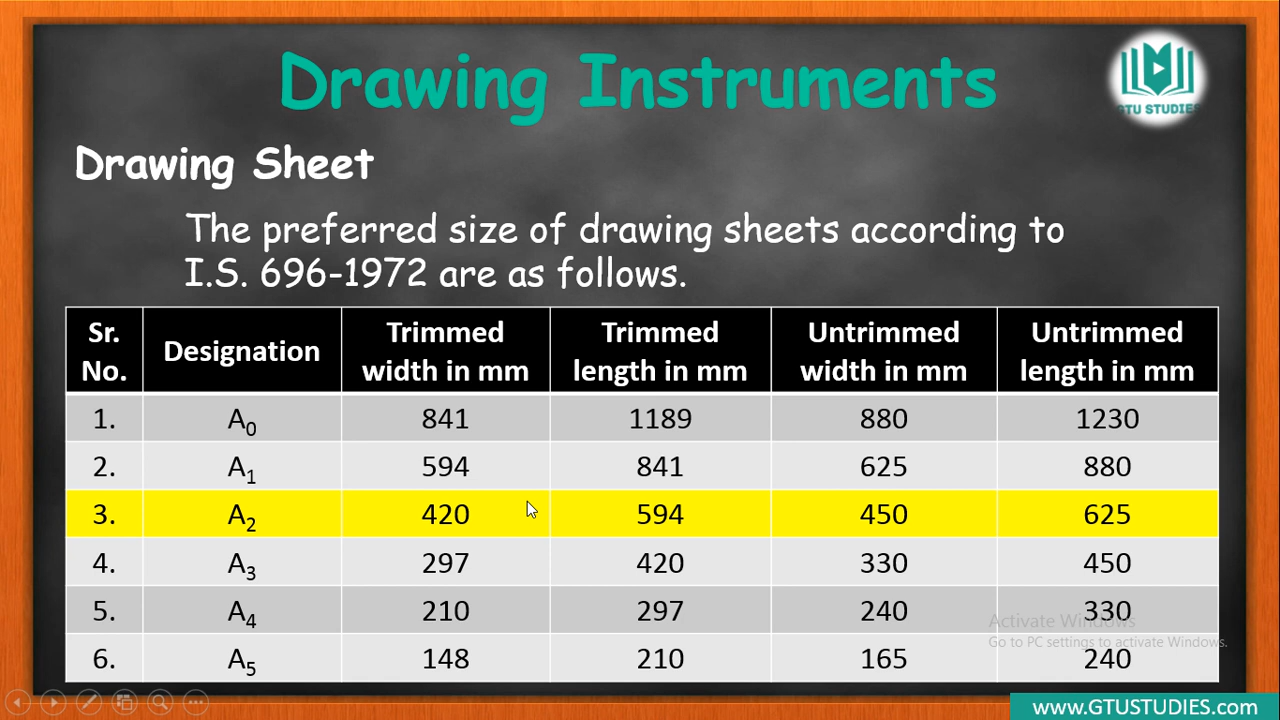 Drawing Instruments
GTU STUDIES
Drawing Sheet
The preferred size of drawing sheets according to
I.S. 696-1972 are as follows.
Sr. No. Designation Trimmed width in mm Trimmed length in mm Untrimmed width in mm Untrimmed length in mm
1. A0 841 1189 880 1230
2. A1 594 841 625 880
3. A2 420 594 450 625
4. A3 297 420 330 450
5. A4 210 297 240 330
Activate Windows
Go to PC settings to activate Windows.
6. A5 148 210 165 240
www.GTUSTUDIES.com